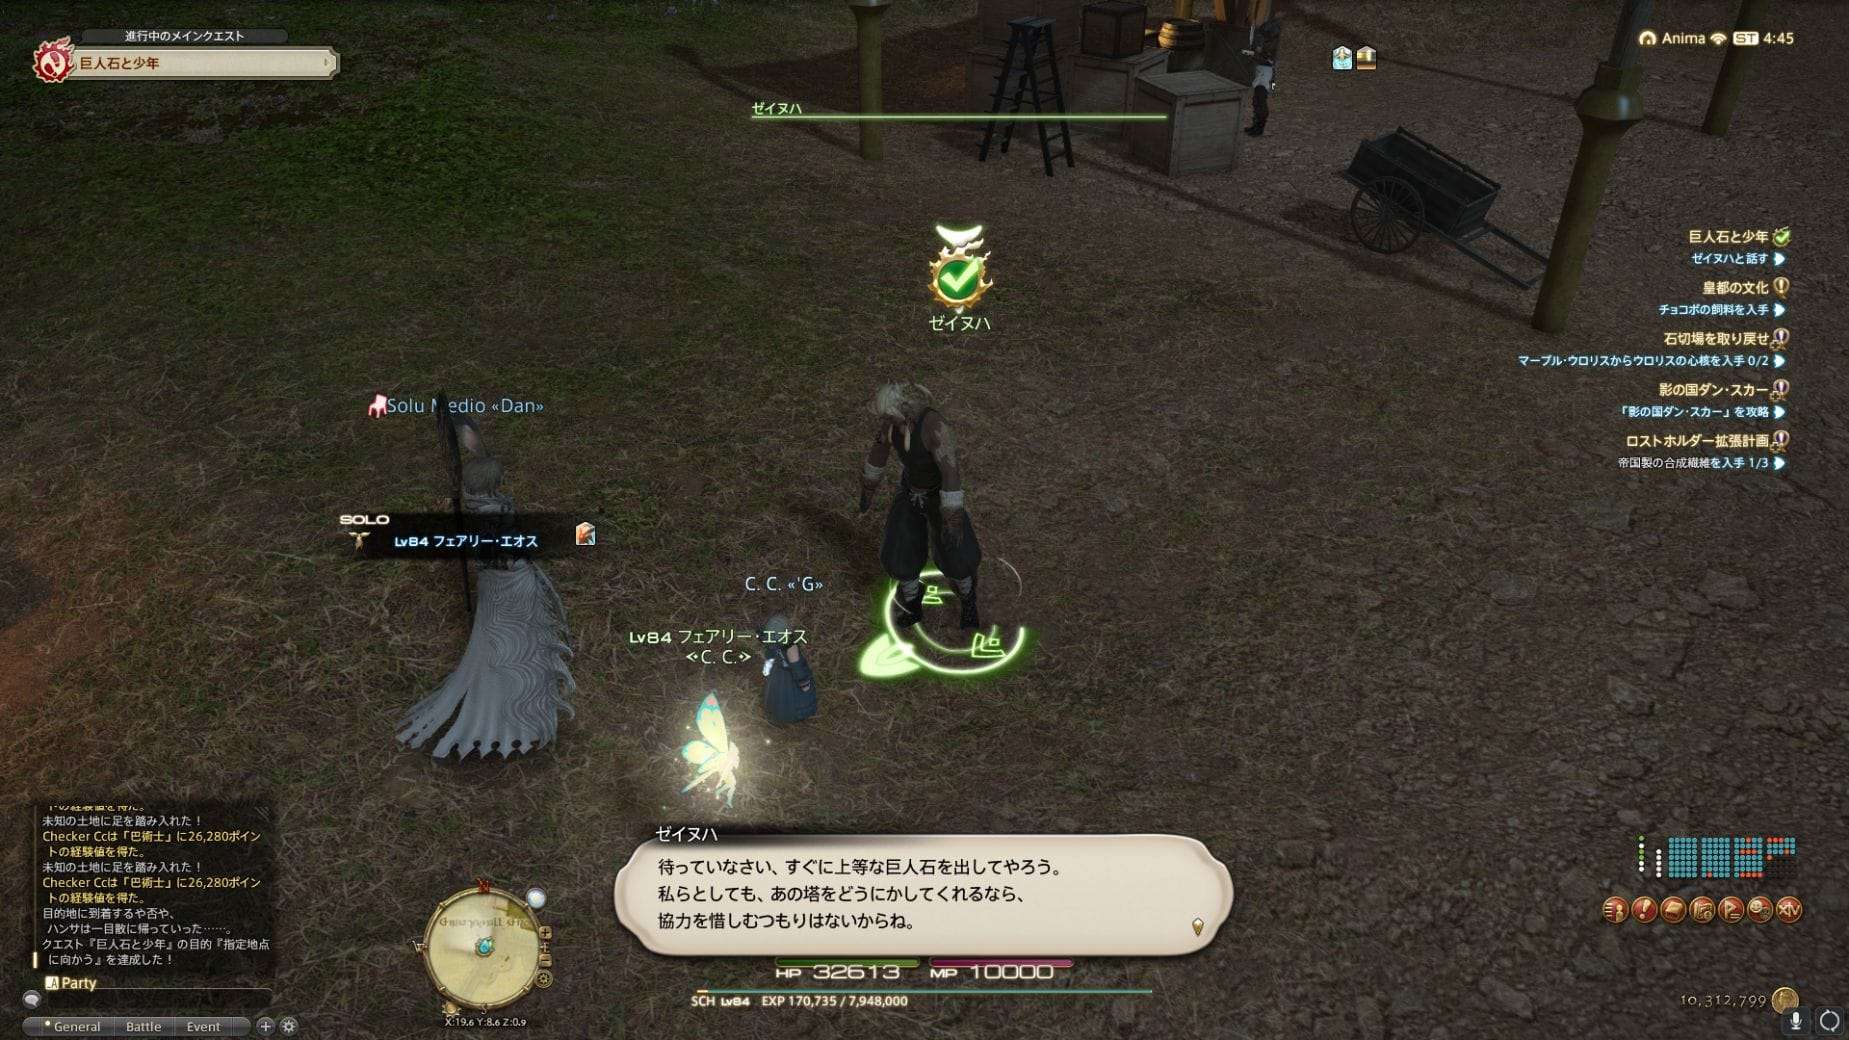 進行中のメインクエスト
巨人石と少年
Anima ST 4:45
ゼイヌハ
ゼイヌハ
巨人石と少年
ゼイヌハと話す
皇都の文化
チョコボの飼料を入手
石切場を取り戻せ
マーブル・ウロリスからウロリスの心核を入手 0/2
影の国ダン・スカー
「影の国ダン・スカー」を攻略
ロストホルダー拡張計画
帝国製の合成繊維を入手 1/3
Solu Medio «Dan»
SOLO
Lv84 フェアリー・エオス
C. C. «'G»
Lv84 フェアリー・エオス
<C. C.>
トの経験値を得た。
未知の土地に足を踏み入れた！
Checker Ccは「巴術士」に26,280ポイン
トの経験値を得た。
未知の土地に足を踏み入れた！
Checker Ccは「巴術士」に26,280ポイン
トの経験値を得た。
目的地に到着するや否や、
ハンサは一目散に帰っていった……。
クエスト『巨人石と少年』の目的『指定地点
に向かう』を達成した！
Party
General Battle Event
X:19.6 Y:8.6 Z:0.9
ゼイヌハ
待っていなさい、すぐに上等な巨人石を出してやろう。
私らとしても、あの塔をどうにかしてくれるなら、
協力を惜しむつもりはないからね。
HP 32613 MP 10000
SCH Lv84 EXP 170,735 / 7,948,000
XIV
10,312,799